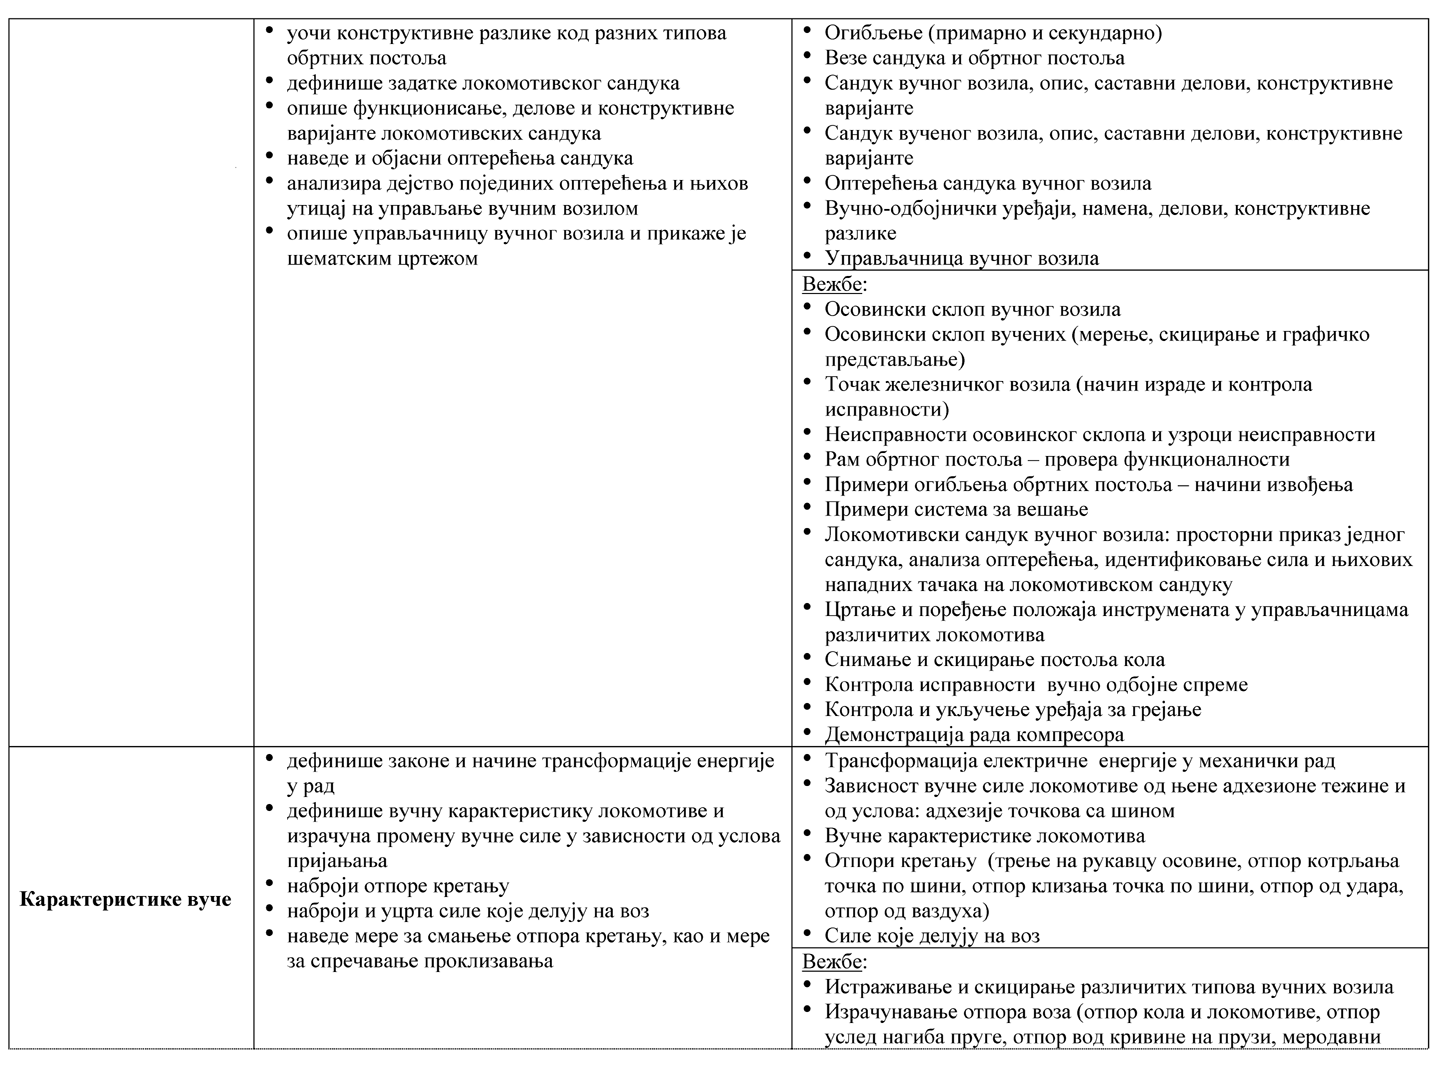 • уочи конструктивне разлике код разних типова
обртних постоља
• дефинише задатке локомотивског сандука
• опише функционисање, делове и конструктивне
варијанте локомотивских сандука
• наведе и објасни оптерећења сандука
• анализира дејство појединих оптерећења и њихов
утицај на управљање вучним возилом
• опише управљачницу вучног возила и прикаже је
шематским цртежом
• Огибљење (примарно и секундарно)
• Везе сандука и обртног постоља
• Сандук вучног возила, опис, саставни делови, конструктивне
варијанте
• Сандук вученог возила, опис, саставни делови, конструктивне
варијанте
• Оптерећења сандука вучног возила
• Вучно-одбојнички уређаји, намена, делови, конструктивне
разлике
• Управљачница вучног возила
Вежбе:
• Осовински склоп вучног возила
• Осовински склоп вучених (мерење, скицирање и графичко
представљање)
• Точак железничког возила (начин израде и контрола
исправности)
• Неисправности осовинског склопа и узроци неисправности
• Рам обртног постоља – провера функционалности
• Примери огибљења обртних постоља – начини извођења
• Примери система за вешање
• Локомотивски сандук вучног возила: просторни приказ једног
сандука, анализа оптерећења, идентификовање сила и њихових
нападних тачака на локомотивском сандуку
• Цртање и поређење положаја инструмената у управљачницама
различитих локомотива
• Снимање и скицирање постоља кола
• Контрола исправности вучно одбојне спреме
• Контрола и укључење уређаја за грејање
• Демонстрација рада компресора
Карактеристике вуче
• дефинише законе и начине трансформације енергије
у рад
• дефинише вучну карактеристику локомотиве и
израчуна промену вучне силе у зависности од услова
пријањања
• наброји отпоре кретању
• наброји и уцрта силе које делују на воз
• наведе мере за смањење отпора кретању, као и мере
за спречавање проклизавања
• Трансформација електричне енергије у механички рад
• Зависност вучне силе локомотиве од њене адхезионе тежине и
од услова: адхезије точкова са шином
• Вучне карактеристике локомотива
• Отпори кретању (трење на рукавцу осовине, отпор котрљања
точка по шини, отпор клизања точка по шини, отпор од удара,
отпор од ваздуха)
• Силе које делују на воз
Вежбе:
• Истраживање и скицирање различитих типова вучних возила
• Израчунавање отпора воза (отпор кола и локомотиве, отпор
услед нагиба пруге, отпор вод кривине на прузи, меродавни